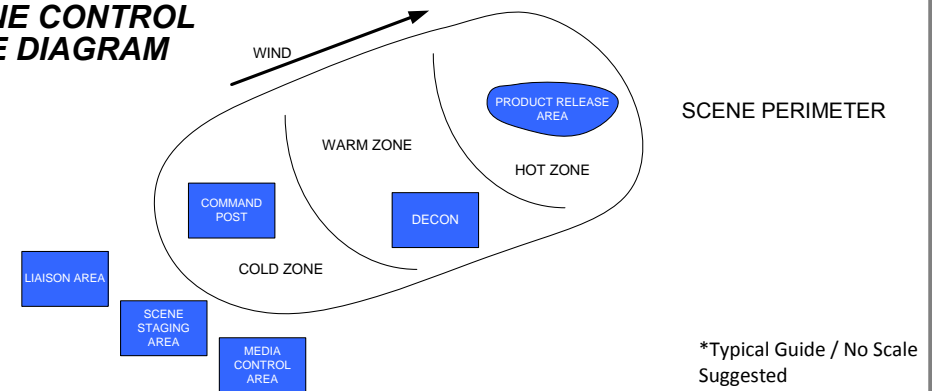 NE CONTROL
E DIAGRAM
WIND
PRODUCT RELEASE
AREA
SCENE PERIMETER
WARM ZONE
HOT ZONE
COMMAND
POST
DECON
COLD ZONE
LIAISON AREA
SCENE
STAGING
AREA
MEDIA
CONTROL
AREA
*Typical Guide / No Scale
Suggested